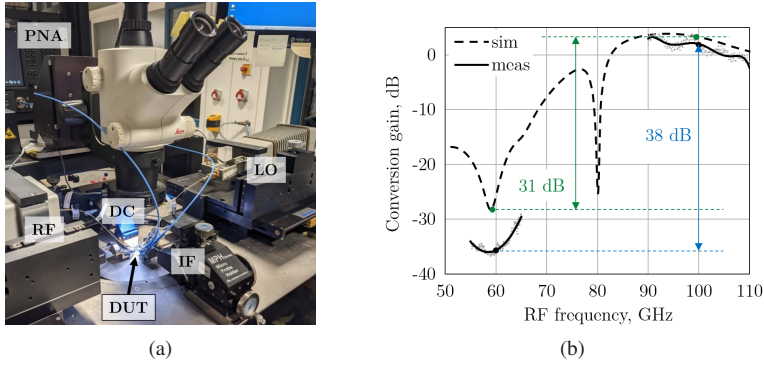 PNA
LO
DC
RF
IF
MPH
DUT
(a)
Conversion gain, dB
0
-10
-20
-30
-40
sim
meas
31 dB
38 dB
50
60
70
80
90
100
110
RF frequency, GHz
(b)